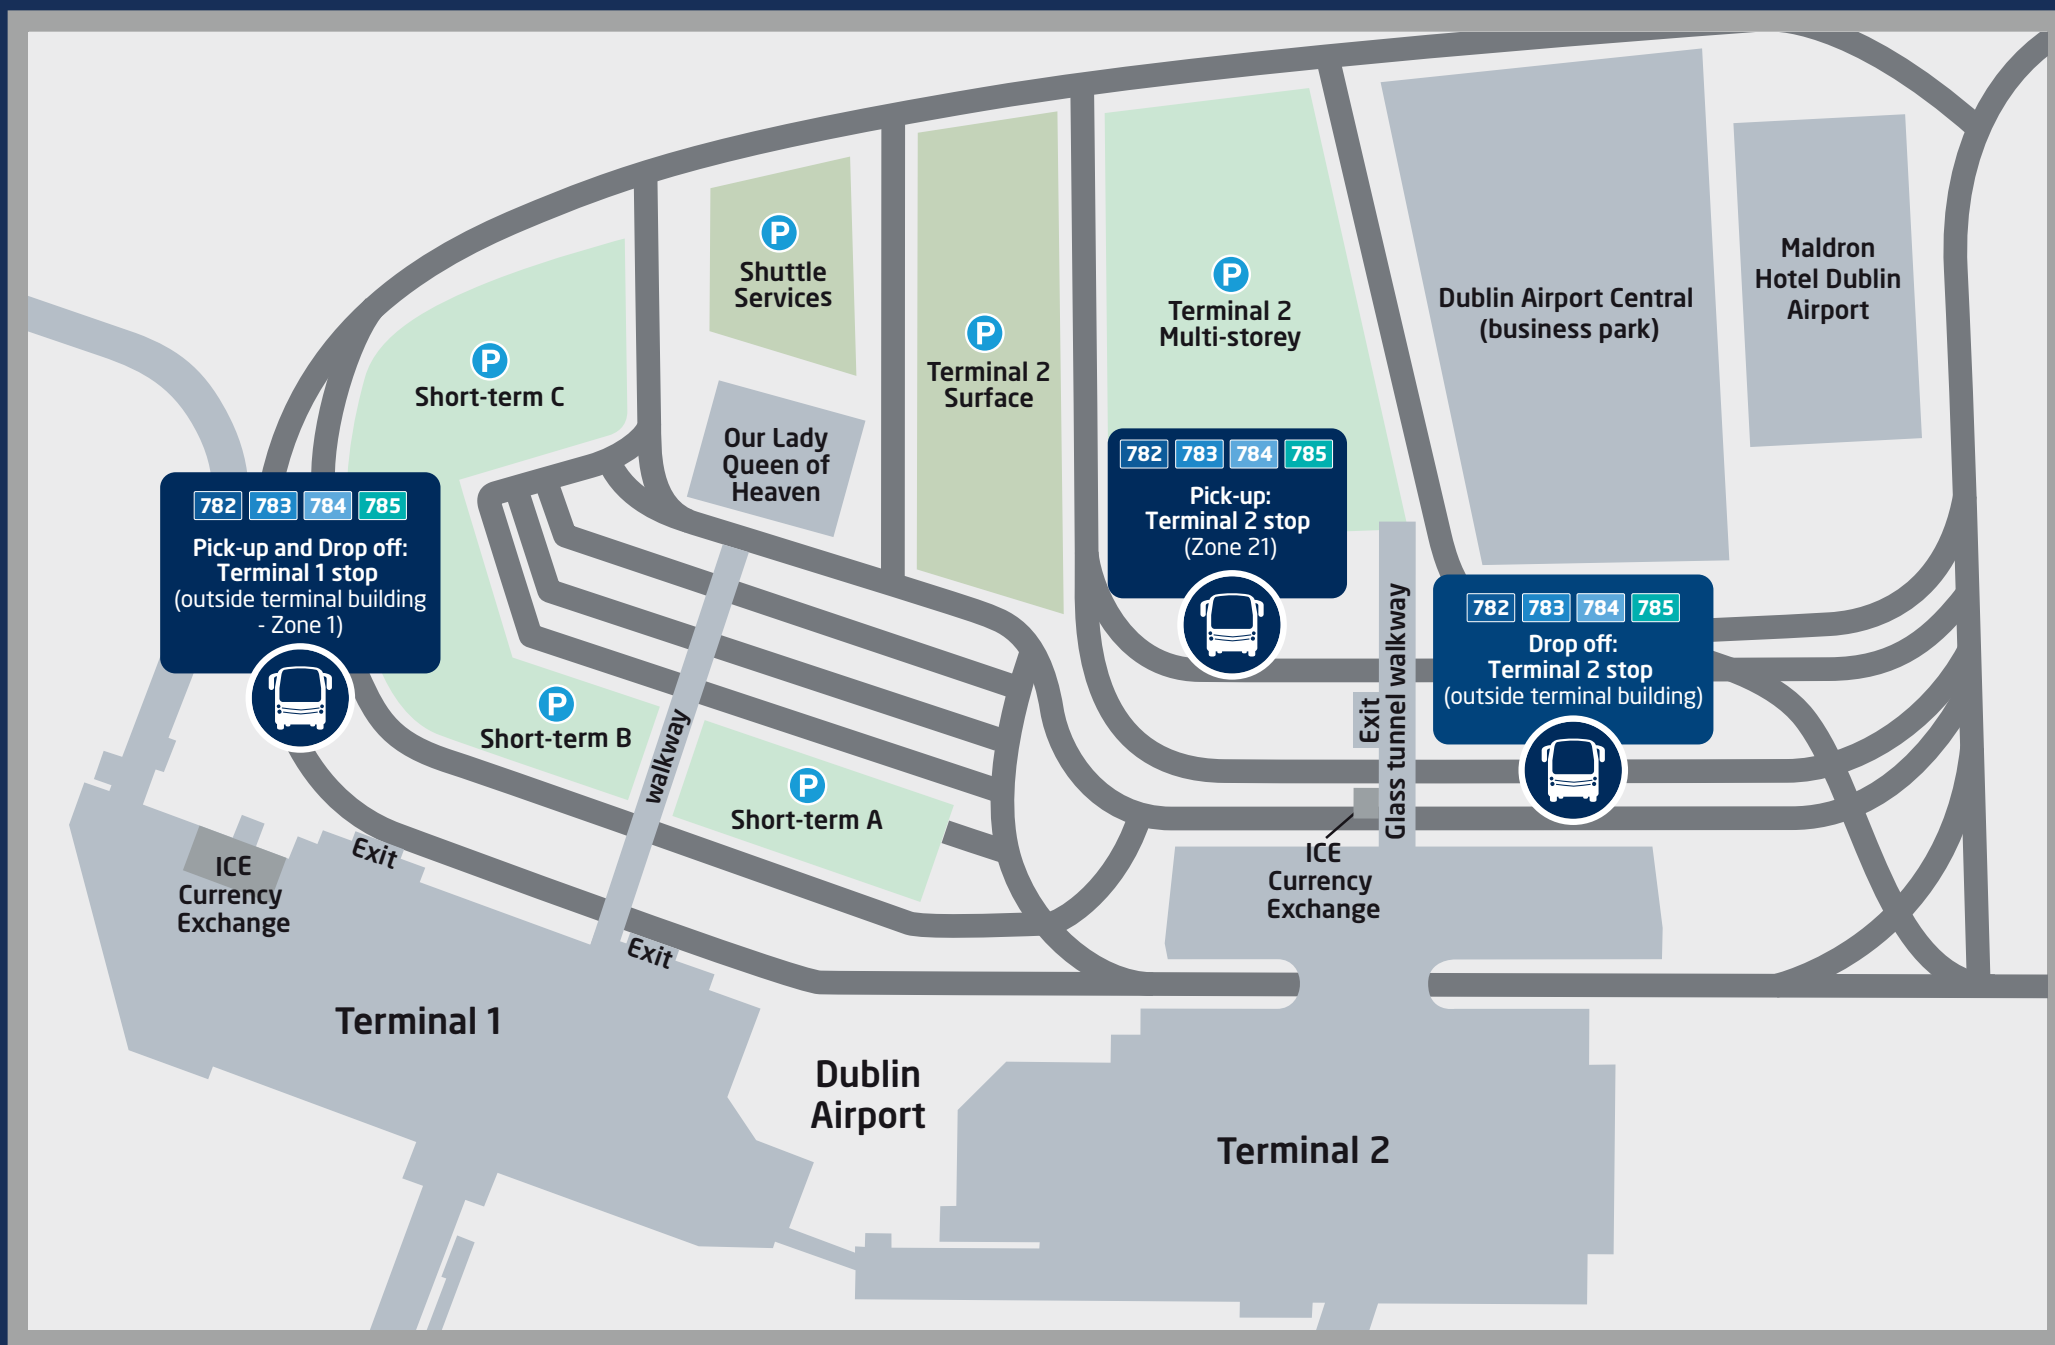 P
Shuttle
Services
P
Short-term C
P
Terminal 2
Surface
P
Terminal 2
Multi-storey
Dublin Airport Central
(business park)
Maldron
Hotel Dublin
Airport
Our Lady
Queen of
Heaven
782 783 784 785
Pick-up and Drop off:
Terminal 1 stop
(outside terminal building
- Zone 1)
782 783 784 785
Pick-up:
Terminal 2 stop
(Zone 21)
782 783 784 785
Drop off:
Terminal 2 stop
(outside terminal building)
P
Short-term B
walkway
P
Short-term A
Exit
Glass tunnel walkway
ICE
Currency
Exchange
Exit
ICE
Currency
Exchange
Exit
Terminal 1
Dublin
Airport
Terminal 2